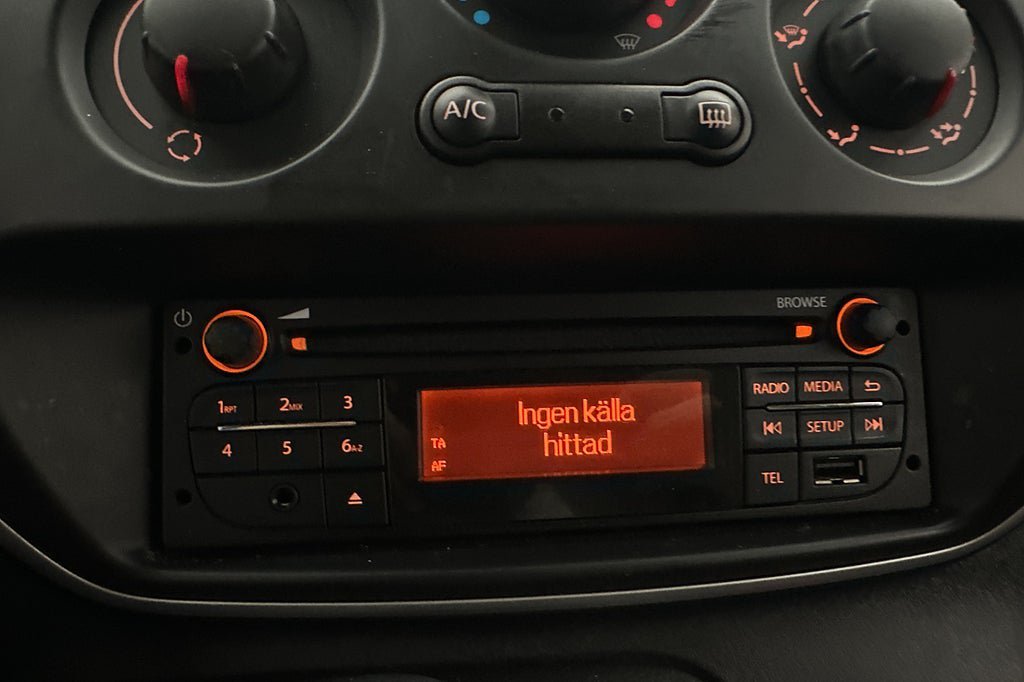 A/C
BROWSE
1RPT 2MIX 3
4 5 6A-Z
Ingen källa
hittad
TA
AF
RADIO MEDIA
SETUP
TEL